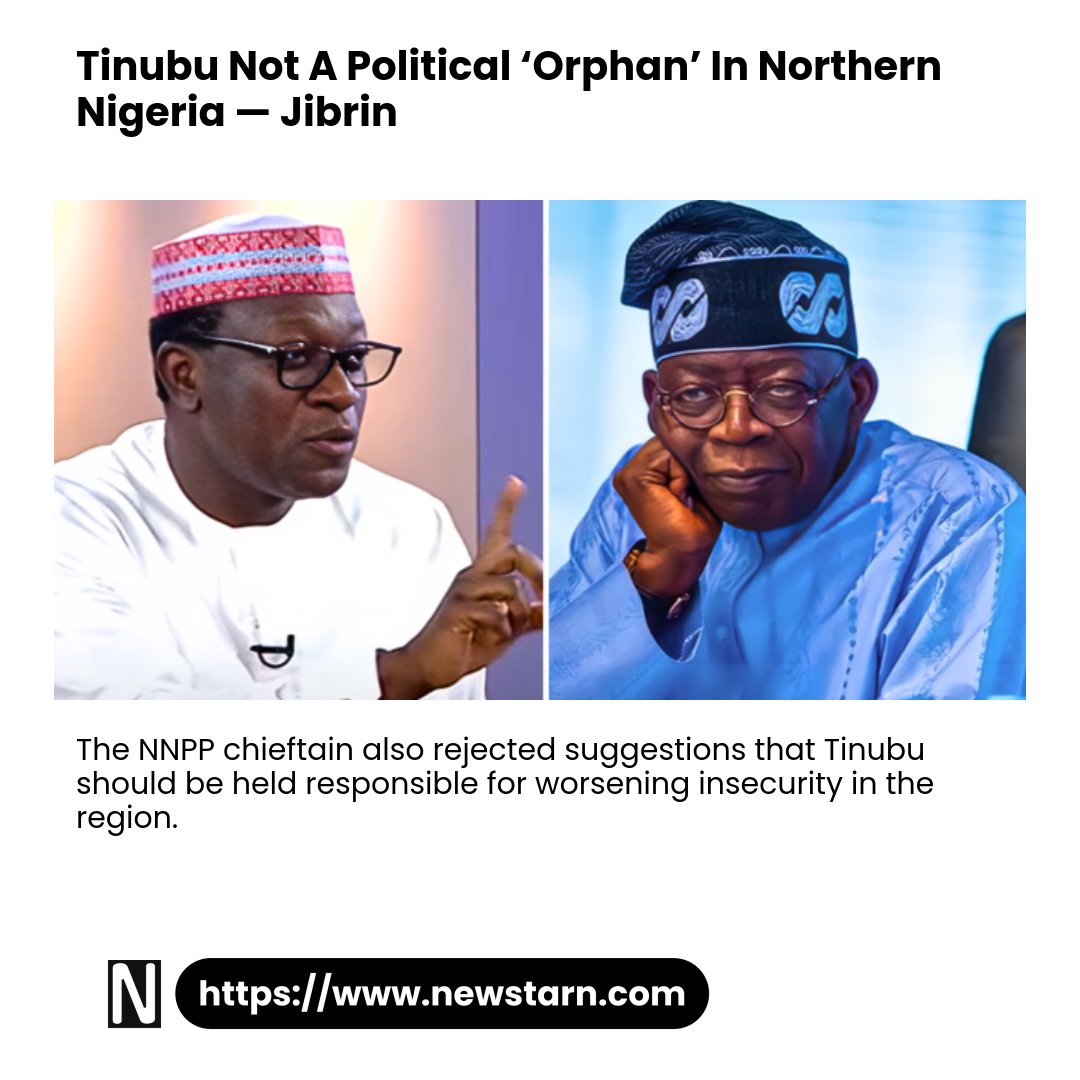 Tinubu Not A Political ‘Orphan’ In Northern
Nigeria — Jibrin
The NNPP chieftain also rejected suggestions that Tinubu
should be held responsible for worsening insecurity in the
region.
N
https://www.newstarn.com